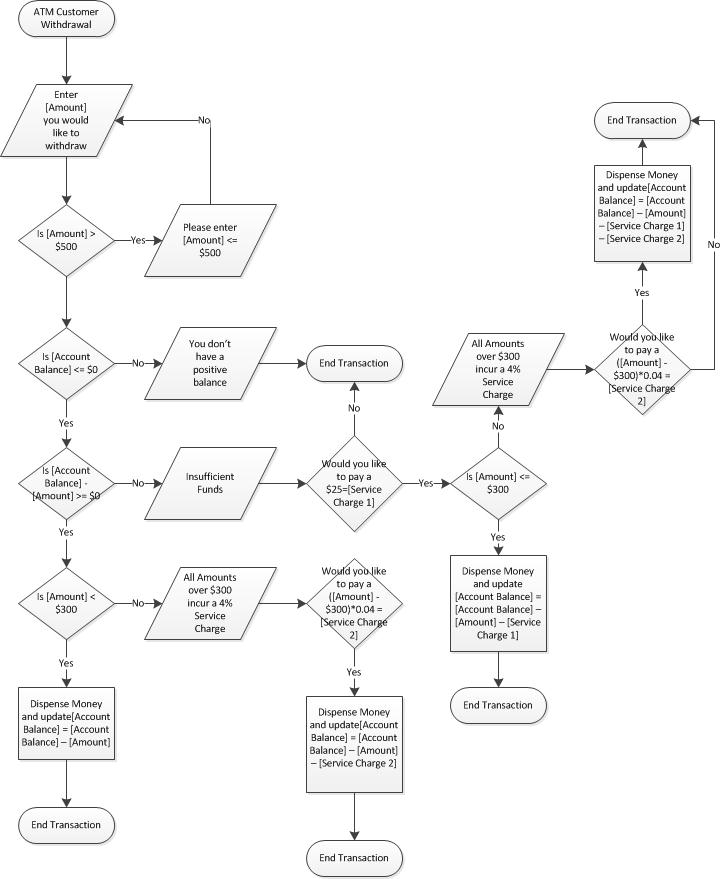 ATM Customer
Withdrawal
Enter
[Amount]
you would
like to
withdraw
No
Is [Amount] >
$500
Yes
Please enter
[Amount] <=
$500
Is [Account
Balance] <= $0
No
You don't
have a
positive
balance
End Transaction
Yes
No
Is [Account
Balance] -
[Amount] >= $0
No
Insufficient
Funds
Would you like
to pay a
$25=[Service
Charge 1]
Yes
Is [Amount] <=
$300
No
All Amounts
over $300
incur a 4%
Service
Charge
Would you like
to pay a
([Amount] -
$300)*0.04 =
[Service Charge
2]
No
Yes
Dispense Money
and update[Account
Balance] = [Account
Balance] – [Amount]
– [Service Charge 1]
– [Service Charge 2]
End Transaction
Yes
Dispense Money
and update
[Account Balance] =
[Account Balance] –
[Amount] – [Service
Charge 1]
End Transaction
Yes
Is [Amount] <
$300
No
All Amounts
over $300
incur a 4%
Service
Charge
Would you like
to pay a
([Amount] -
$300)*0.04 =
[Service Charge
2]
Yes
Dispense Money
and update[Account
Balance] = [Account
Balance] – [Amount]
– [Service Charge 2]
End Transaction
Yes
Dispense Money
and update[Account
Balance] = [Account
Balance] – [Amount]
End Transaction